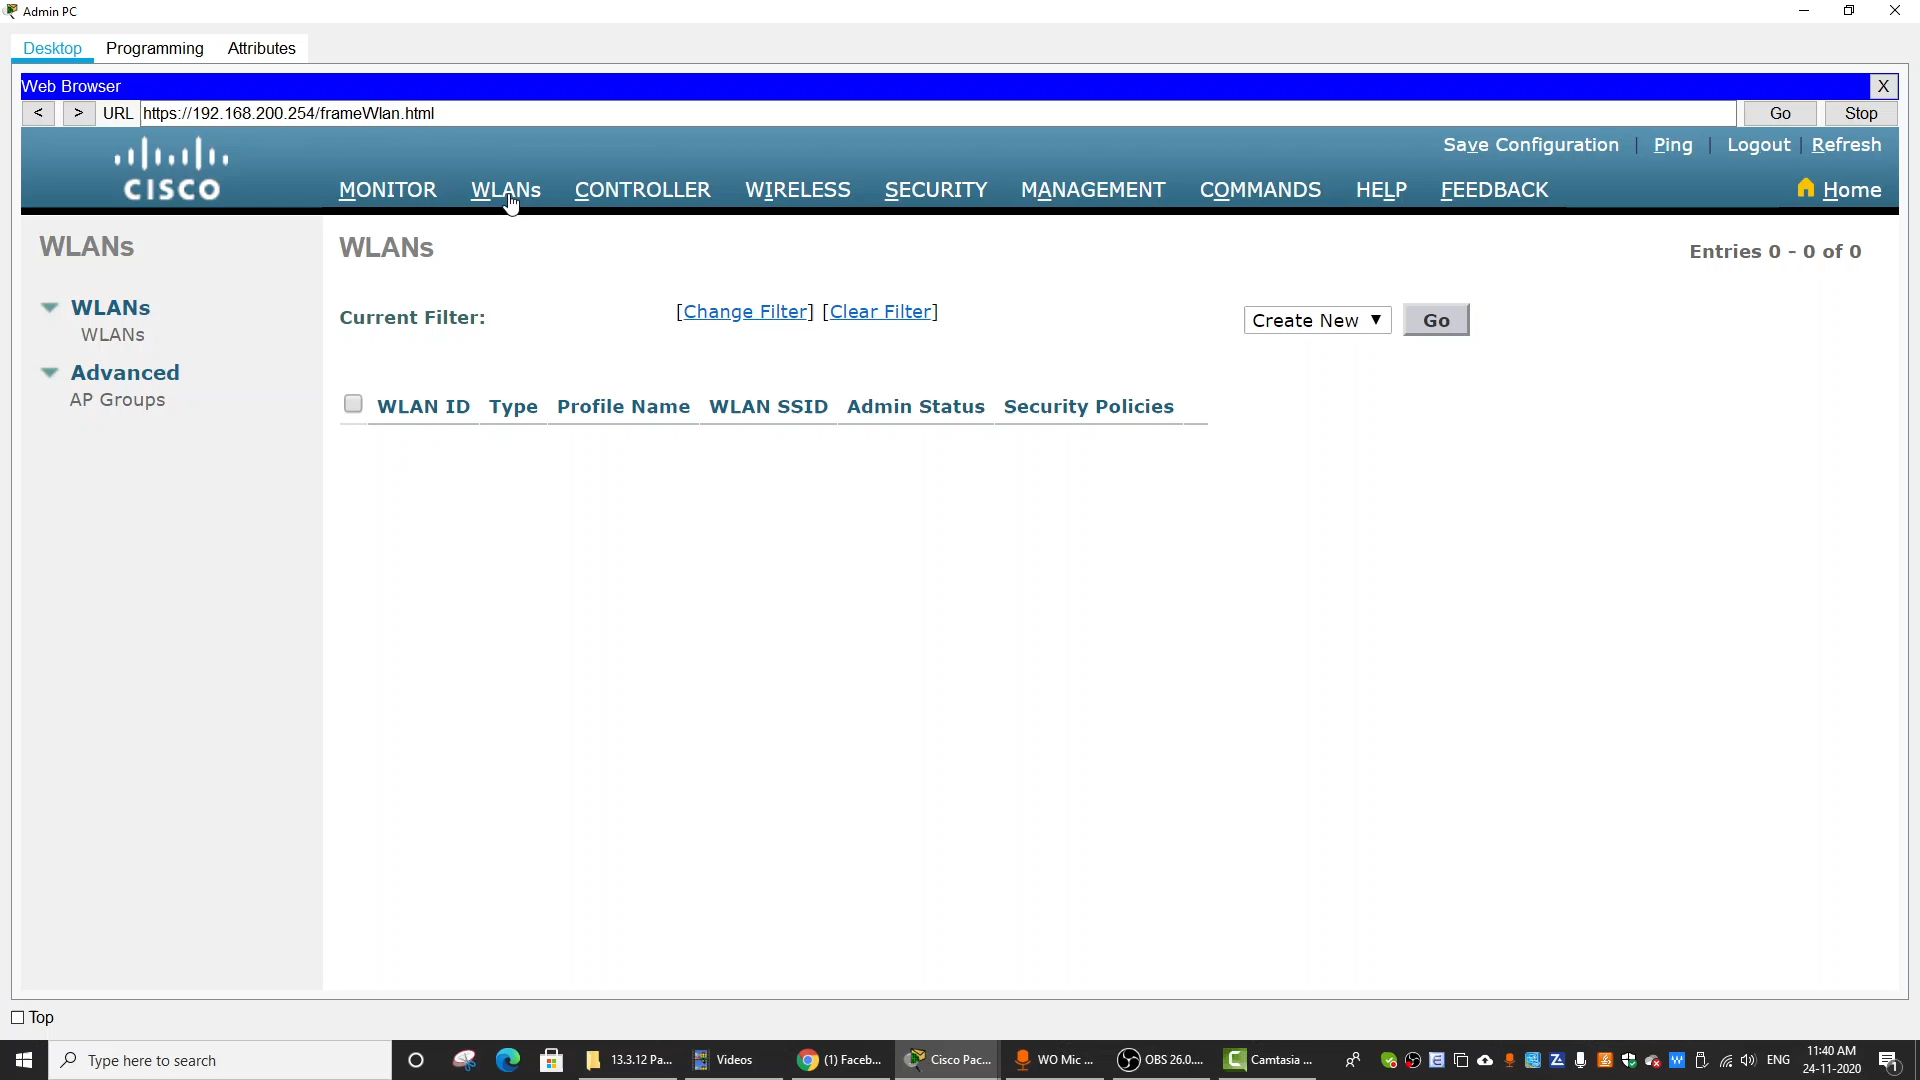 Admin PC
Desktop Programming Attributes
Web Browser X
< > URL https://192.168.200.254/frameWlan.html Go Stop
Save Configuration | Ping | Logout | Refresh
CISCO MONITOR WLANs CONTROLLER WIRELESS SECURITY MANAGEMENT COMMANDS HELP FEEDBACK Home
WLANs
WLANs
WLANs
Advanced
AP Groups
WLANs Entries 0 - 0 of 0
Current Filter: [Change Filter] [Clear Filter] Create New Go
WLAN ID Type Profile Name WLAN SSID Admin Status Security Policies
Top
Type here to search
13.3.12 Pa... Videos (1) Faceb... Cisco Pac... WO Mic ... OBS 26.0.... Camtasia ... ENG
11:40 AM
24-11-2020
1